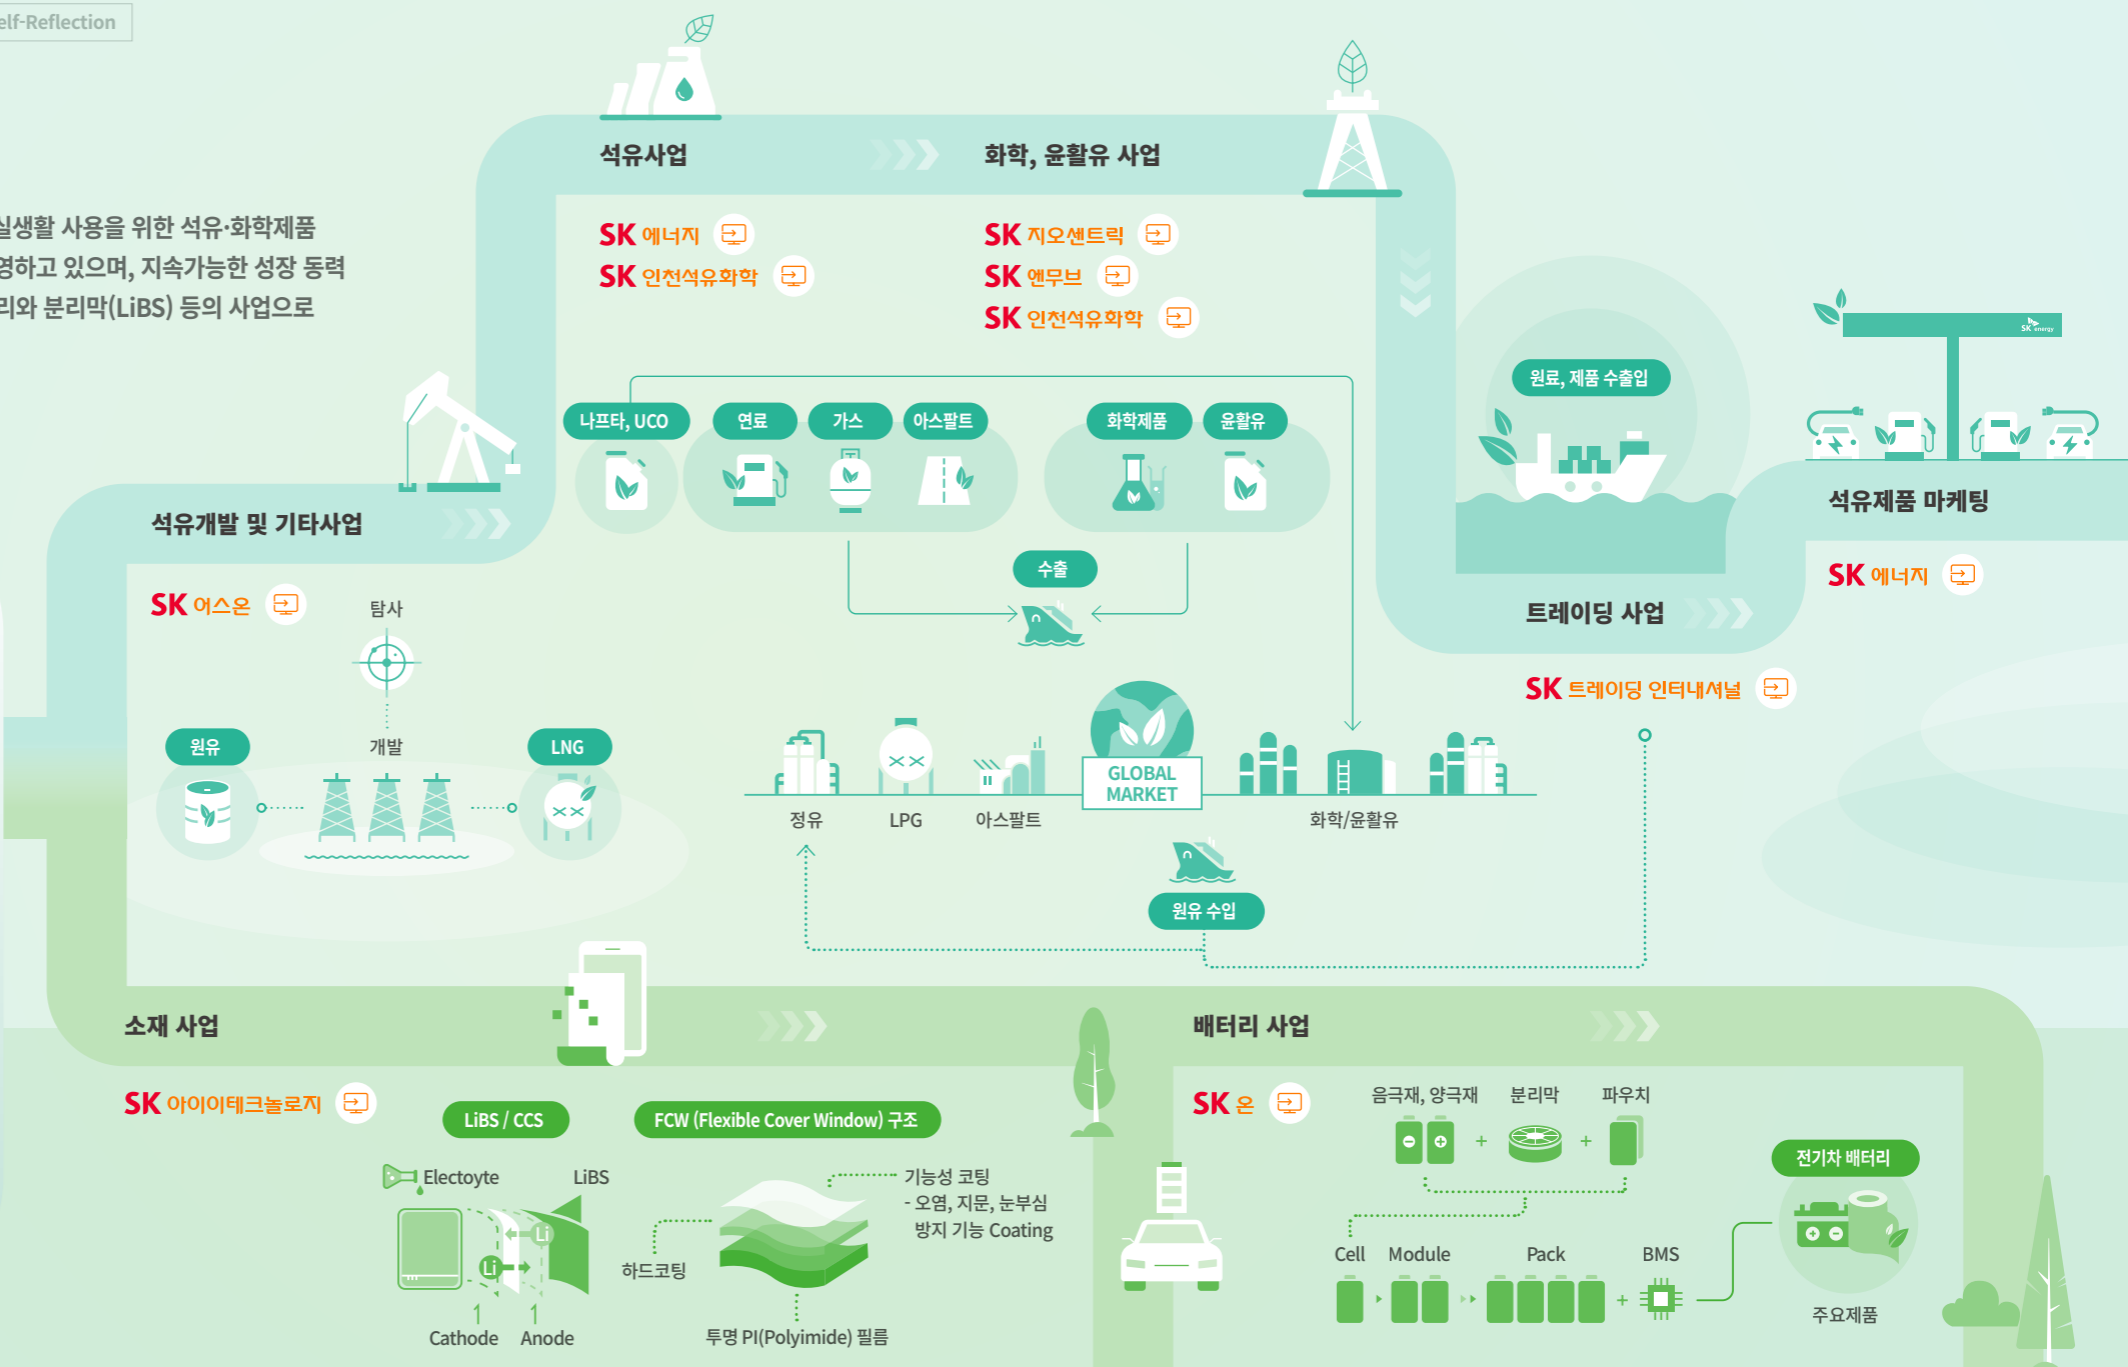 elf-Reflection
실생활 사용을 위한 석유·화학제품
영하고 있으며, 지속가능한 성장 동력
리와 분리막(LiBS) 등의 사업으로
석유사업
화학, 윤활유 사업
SK 에너지
SK 인천석유화학
SK 지오센트릭
SK 엔무브
SK 인천석유화학
나프타, UCO
연료
가스
아스팔트
화학제품
윤활유
수출
원료, 제품 수출입
SK energy
석유제품 마케팅
SK 에너지
트레이딩 사업
SK 트레이딩 인터내셔널
석유개발 및 기타사업
SK 어스온
탐사
원유
개발
LNG
GLOBAL
MARKET
정유
LPG
아스팔트
화학/윤활유
원유 수입
소재 사업
SK 아이이테크놀로지
LiBS / CCS
Electoyte
LiBS
Li
Li
Cathode
Anode
FCW (Flexible Cover Window) 구조
기능성 코팅
- 오염, 지문, 눈부심
방지 기능 Coating
하드코팅
투명 PI(Polyimide) 필름
배터리 사업
SK 온
음극재, 양극재
분리막
파우치
Cell
Module
Pack
BMS
전기차 배터리
주요제품